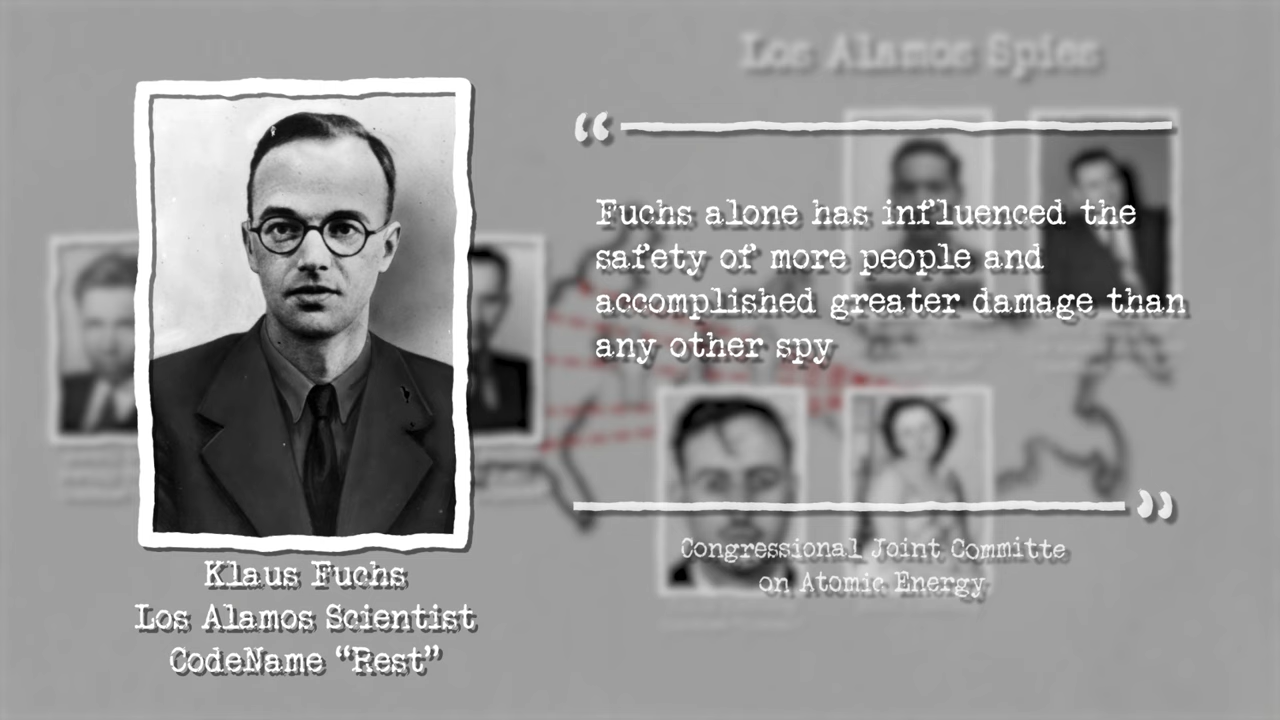 Los Alamos Spies
“
Fuchs alone has influenced the
safety of more people and
accomplished greater damage than
any other spy
”
Congressional Joint Committe
on Atomic Energy
Klaus Fuchs
Los Alamos Scientist
CodeName “Rest”